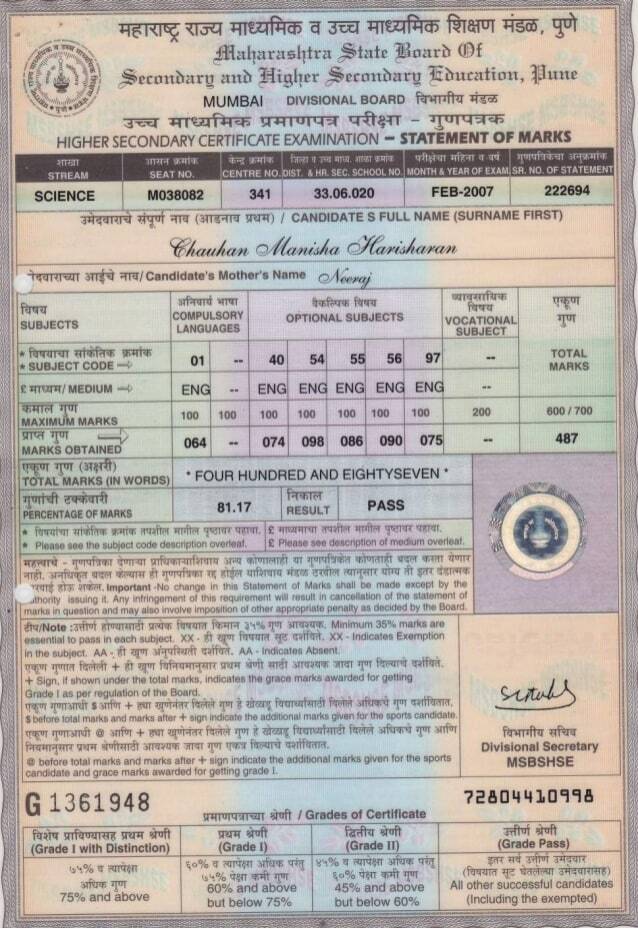 महाराष्ट्र राज्य माध्यमिक व उच्च माध्यमिक शिक्षण मंडळ, पुणे
Maharashtra State Board Of
Secondary and Higher Secondary Education, Pune
MUMBAI DIVISIONAL BOARD विभागीय मंडळ
उच्च माध्यमिक प्रमाणपत्र परीक्षा - गुणपत्रक
HIGHER SECONDARY CERTIFICATE EXAMINATION – STATEMENT OF MARKS
शाखा आसन क्रमांक केन्द्र क्रमांक जिल्हा व उच्च माध्य. शाळा क्रमांक परीक्षेचा महिना व वर्ष गुणपत्रिकेचा अनुक्रमांक
STREAM SEAT NO. CENTRE NO. DIST. & HR. SEC. SCHOOL NO. MONTH & YEAR OF EXAM. SR. NO. OF STATEMENT
SCIENCE M038082 341 33.06.020 FEB-2007 222694
उमेदवाराचे संपूर्ण नाव (आडनाव प्रथम) / CANDIDATE S FULL NAME (SURNAME FIRST)
Chauhan Manisha Harisharan
मेदवाराच्या आईचे नाव/ Candidate's Mother's Name Neeraj
विषय अनिवार्य भाषा वैकल्पिक विषय व्यावसायिक विषय एकूण गुण
SUBJECTS COMPULSORY LANGUAGES OPTIONAL SUBJECTS VOCATIONAL SUBJECT
* विषयाचा सांकेतिक क्रमांक
* SUBJECT CODE 01 -- 40 54 55 56 97 -- TOTAL MARKS
£ माध्यम/ MEDIUM ENG -- ENG ENG ENG ENG ENG --
कमाल गुण
MAXIMUM MARKS 100 100 100 100 100 100 100 200 600 / 700
प्राप्त गुण
MARKS OBTAINED 064 -- 074 098 086 090 075 -- 487
एकूण गुण (अक्षरी)
TOTAL MARKS (IN WORDS) * FOUR HUNDRED AND EIGHTYSEVEN *
गुणांची टक्केवारी निकाल
PERCENTAGE OF MARKS 81.17 RESULT PASS
* विषयांचा सांकेतिक क्रमांक तपशील मागील पृष्ठावर पहावा. £ माध्यमाचा तपशील मागील पृष्ठावर पहावा.
* Please see the subject code description overleaf. £ Please see description of medium overleaf.
महत्वाचे - गुणपत्रिका देणाऱ्या प्राधिकाऱ्याशिवाय अन्य कोणालाही या गुणपत्रिकेत कोणताही बदल करता येणार
नाही. अनधिकृत बदल केल्यास ही गुणपत्रिका रद्द होईल याशिवाय मंडळ ठरवील त्यानुसार योग्य ती इतर दंडात्मक
रवाई होऊ शकेल. Important -No change in this Statement of Marks shall be made except by the
thority issuing it. Any infringement of this requirement will result in cancellation of the statement of
marks in question and may also involve imposition of other appropriate penalty as decided by the Board.
टीप/Note :उत्तीर्ण होण्यासाठी प्रत्येक विषयात किमान ३५% गुण आवश्यक. Minimum 35% marks are
essential to pass in each subject. XX - ही खूण विषयात सूट दर्शविते. XX - Indicates Exemption
in the subject. AA - ही खूण अनुपस्थिती दर्शविते. AA - Indicates Absent.
एकूण गुणात दिलेली + ही खूण विनियमानुसार प्रथम श्रेणी साठी आवश्यक जादा गुण दिल्याचे दर्शविते.
+ Sign, if shown under the total marks, indicates the grace marks awarded for getting
Grade I as per regulation of the Board.
एकूण गुणाआधी $ आणि + ह्या खुणेनंतर दिलेले गुण हे खेळाडू विद्यार्थ्यांसाठी दिलेले अधिकचे गुण दर्शवितात.
$ before total marks and marks after + sign indicate the additional marks given for the sports candidate.
एकूण गुणाआधी @ आणि + ह्या खुणेनंतर दिलेले गुण हे खेळाडू विद्यार्थ्यांसाठी दिलेले अधिकचे गुण आणि
नियमानुसार प्रथम श्रेणीसाठी आवश्यक जादा गुण एकत्र दिल्याचे दर्शवितात.
@ before total marks and marks after + sign indicate the additional marks given for the sports
candidate and grace marks awarded for getting grade I.
विभागीय सचिव
Divisional Secretary
MSBSHSE
G 1361948 72804410998
प्रमाणपत्राच्या श्रेणी / Grades of Certificate
विशेष प्राविण्यासह प्रथम श्रेणी प्रथम श्रेणी द्वितीय श्रेणी उत्तीर्ण श्रेणी
(Grade I with Distinction) (Grade I) (Grade II) (Grade Pass)
७५% व त्यापेक्षा अधिक गुण ६०% व त्यापेक्षा अधिक परंतु ७५% पेक्षा कमी गुण ४५% व त्यापेक्षा अधिक परंतु ६०% पेक्षा कमी गुण इतर सर्व उत्तीर्ण उमेदवार (विषयात सूट घेतलेल्या उमेदवारासह)
75% and above 60% and above but below 75% 45% and above but below 60% All other successful candidates (Including the exempted)